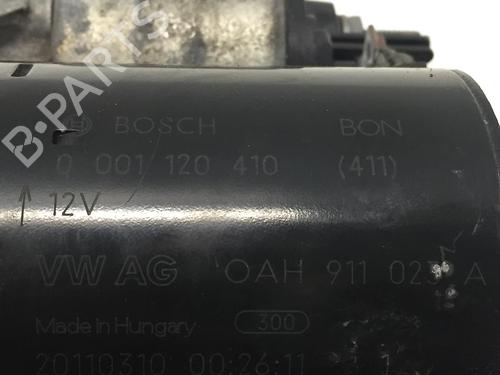 B-PARTS
BOSCH BON
0 001 120 410 (411)
12V
VW AG 0AH 911 023 A
Made in Hungary 300
20110310 00:26:11